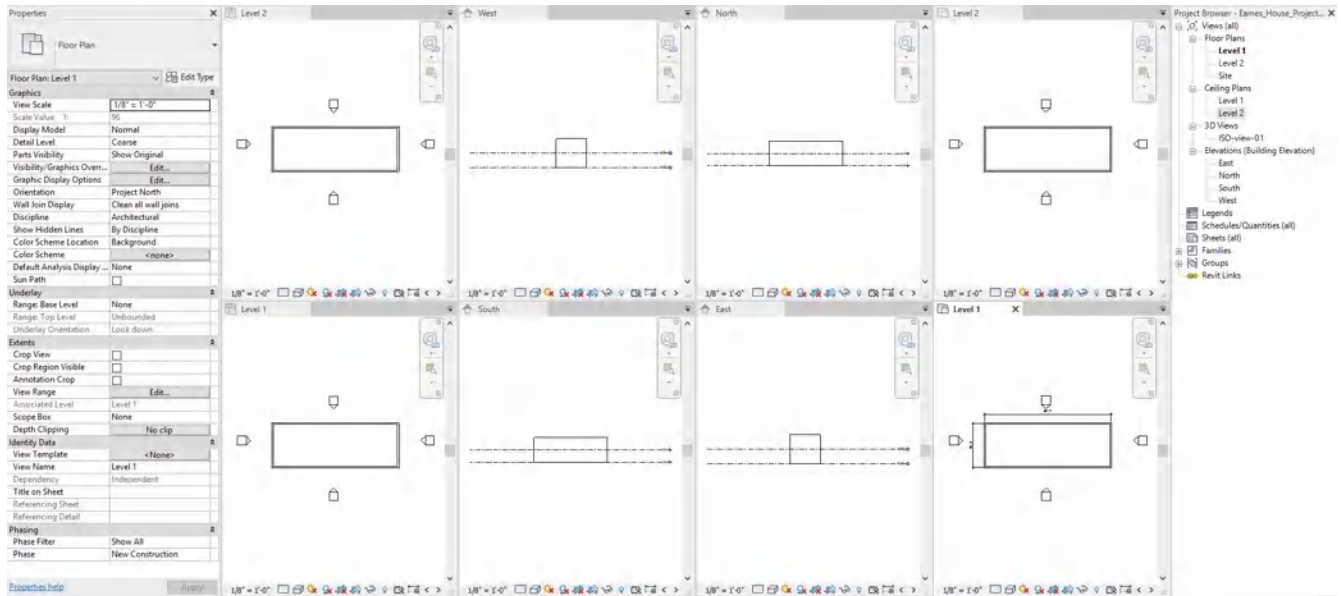 Properties X
Floor Plan
Floor Plan: Level 1 Edit Type
Graphics
View Scale 1/8" = 1'-0"
Scale Value 1: 96
Display Model Normal
Detail Level Coarse
Parts Visibility Show Original
Visibility/Graphics Overr... Edit...
Graphic Display Options Edit...
Orientation Project North
Wall Join Display Clean all wall joins
Discipline Architectural
Show Hidden Lines By Discipline
Color Scheme Location Background
Color Scheme <none>
Default Analysis Display ... None
Sun Path
Underlay
Range: Base Level None
Range: Top Level Unbounded
Underlay Orientation Look down
Extents
Crop View
Crop Region Visible
Annotation Crop
View Range Edit...
Associated Level Level 1
Scope Box None
Depth Clipping No clip
Identity Data
View Template <None>
View Name Level 1
Dependency Independent
Title on Sheet
Referencing Sheet
Referencing Detail
Phasing
Phase Filter Show All
Phase New Construction
Properties help Apply
Level 2
West
North
Level 2
1/8" = 1'-0"
1/8" = 1'-0"
1/8" = 1'-0"
1/8" = 1'-0"
Level 1
South
East
Level 1 X
1/8" = 1'-0"
1/8" = 1'-0"
1/8" = 1'-0"
1/8" = 1'-0"
Project Browser - Eames_House_Project... X
Views (all)
Floor Plans
Level 1
Level 2
Site
Ceiling Plans
Level 1
Level 2
3D Views
ISO-view-01
Elevations (Building Elevation)
East
North
South
West
Legends
Schedules/Quantities (all)
Sheets (all)
Families
Groups
Revit Links